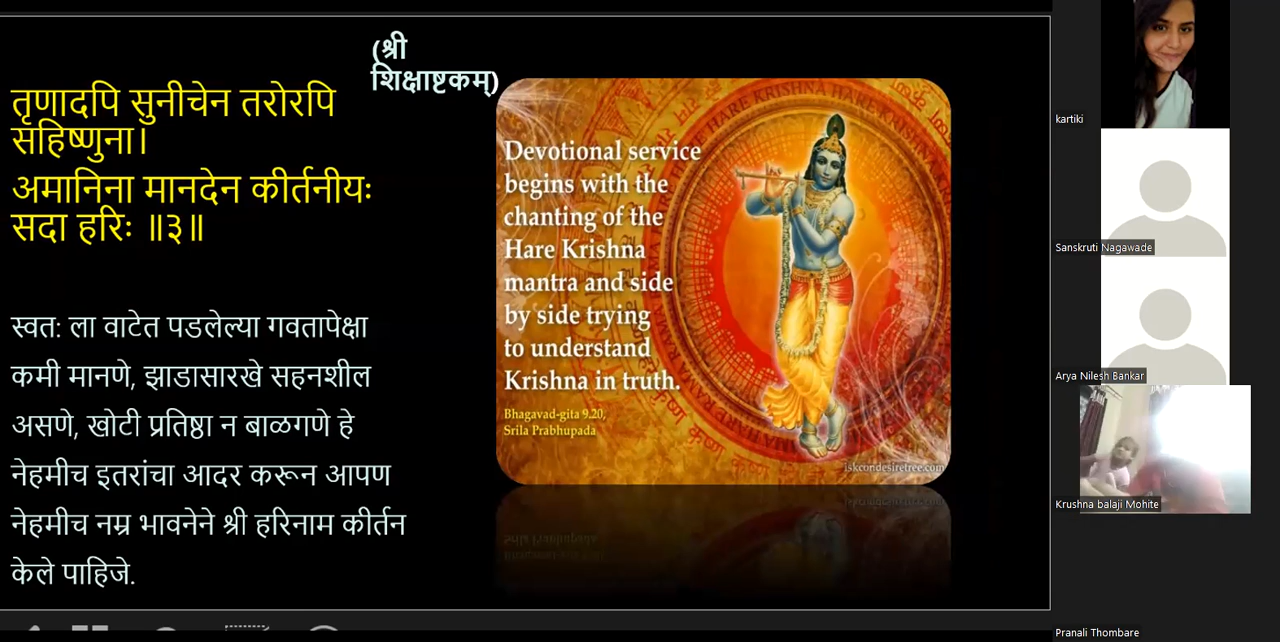 (श्री
शिक्षाष्टकम्)
तृणादपि सुनीचेन तरोरपि
सहिष्णुना।
अमानिना मानदेन कीर्तनीयः
सदा हरिः ॥३॥
स्वत: ला वाटेत पडलेल्या गवतापेक्षा
कमी मानणे, झाडासारखे सहनशील
असणे, खोटी प्रतिष्ठा न बाळगणे हे
नेहमीच इतरांचा आदर करून आपण
नेहमीच नम्र भावनेने श्री हरिनाम कीर्तन
केले पाहिजे.
Devotional service
begins with the
chanting of the
Hare Krishna
mantra and side
by side trying
to understand
Krishna in truth.
Bhagavad-gita 9.20,
Srila Prabhupada
iskcondesiretree.com
kartiki
Sanskruti Nagawade
Arya Nilesh Bankar
Krushna balaji Mohite
Pranali Thombare